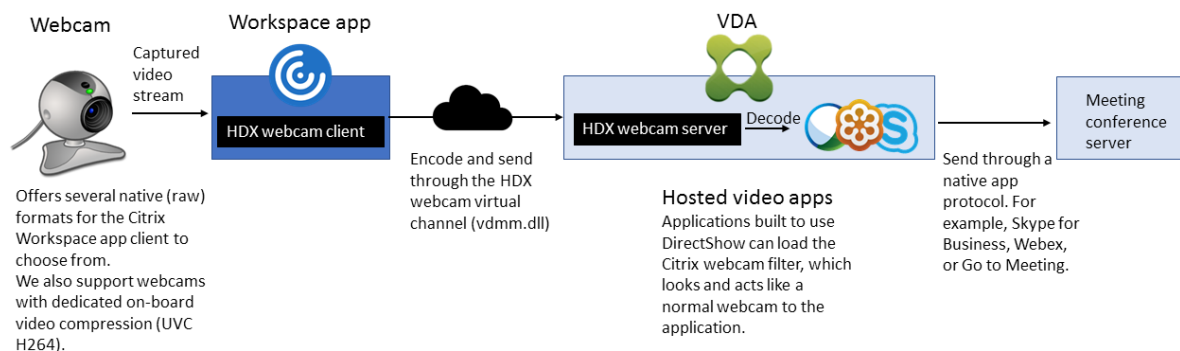 Webcam
Captured
video
stream
Offers several native (raw)
formats for the Citrix
Workspace app client to
choose from.
We also support webcams
with dedicated on-board
video compression (UVC
H264).
Workspace app
HDX webcam client
Encode and send
through the HDX
webcam virtual
channel (vdmm.dll)
VDA
HDX webcam server
Decode
S
Hosted video apps
Applications built to use
DirectShow can load the
Citrix webcam filter, which
looks and acts like a
normal webcam to the
application.
Send through a
native app
protocol. For
example, Skype for
Business, Webex,
or Go to Meeting.
Meeting
conference
server